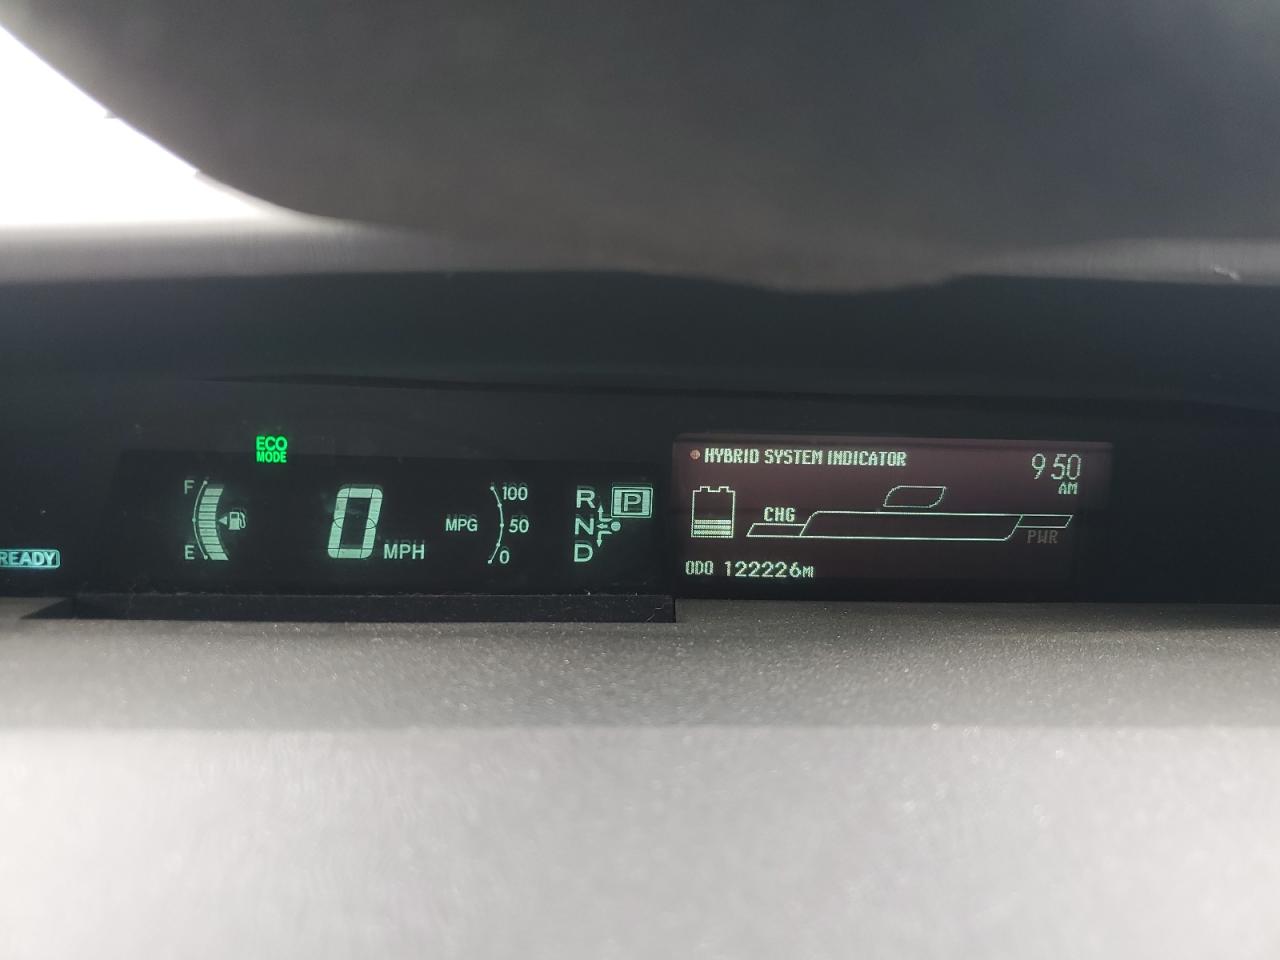 ECO
MODE
F
E
READY
0 MPH
MPG
100
50
0
R
N
D
P
HYBRID SYSTEM INDICATOR
9:50
AM
CHG
PWR
ODO 122226MI